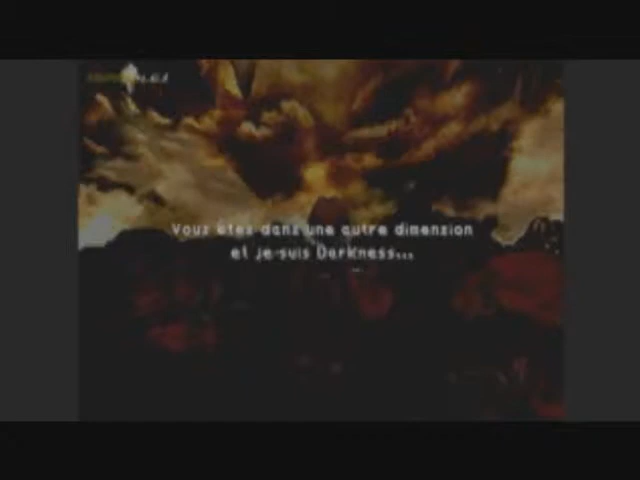 Vous êtes dans une autre dimension
et je suis Darkness...